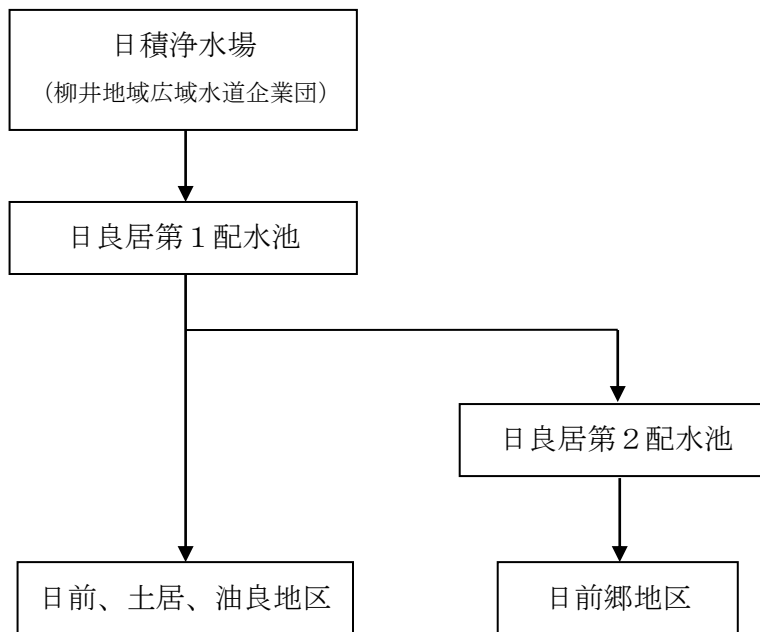 日積浄水場
(柳井地域広域水道企業団)
日良居第１配水池
日良居第２配水池
日前、土居、油良地区
日前郷地区